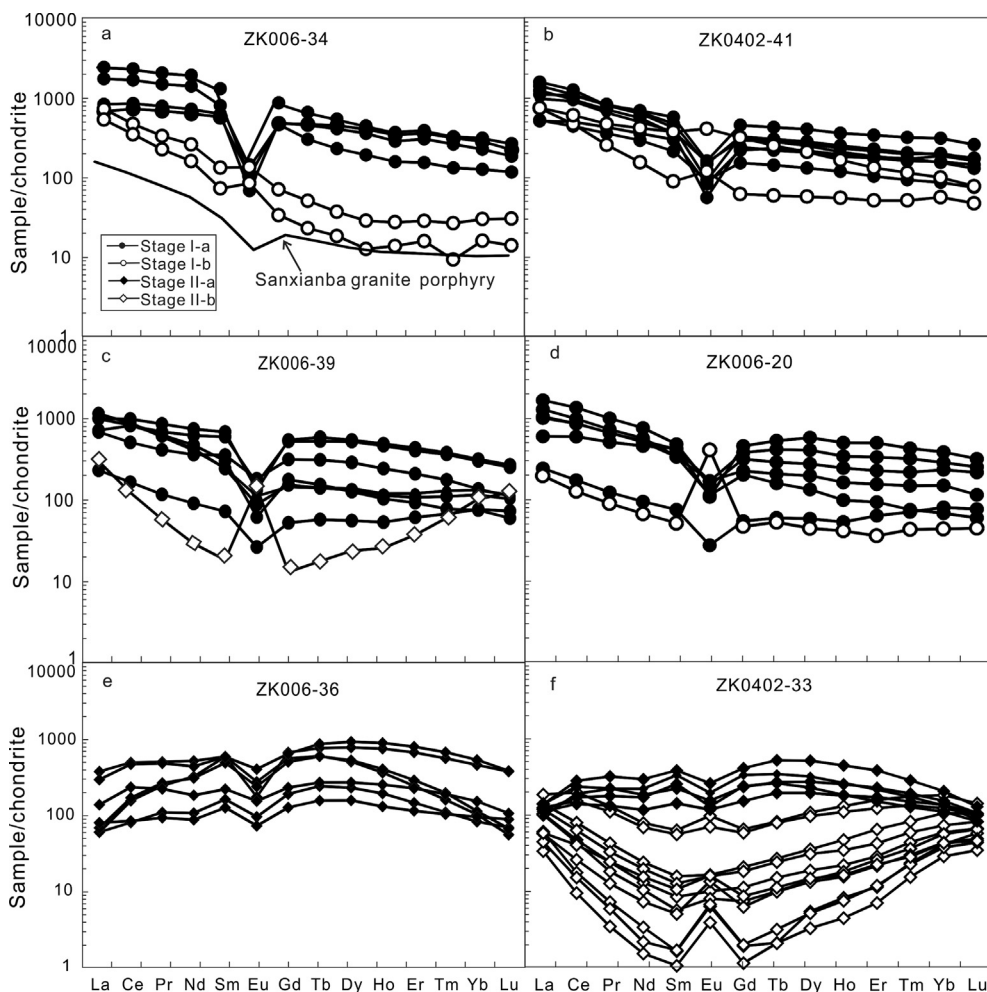 10000
1000
100
10
1
Sample/chondrite
a
ZK006-34
Stage I-a
Stage I-b
Stage II-a
Stage II-b
Sanxianba granite porphyry
b
ZK0402-41
10000
1000
100
10
1
Sample/chondrite
c
ZK006-39
d
ZK006-20
10000
1000
100
10
1
Sample/chondrite
e
ZK006-36
f
ZK0402-33
La Ce Pr Nd Sm Eu Gd Tb Dy Ho Er Tm Yb Lu
La Ce Pr Nd Sm Eu Gd Tb Dy Ho Er Tm Yb Lu